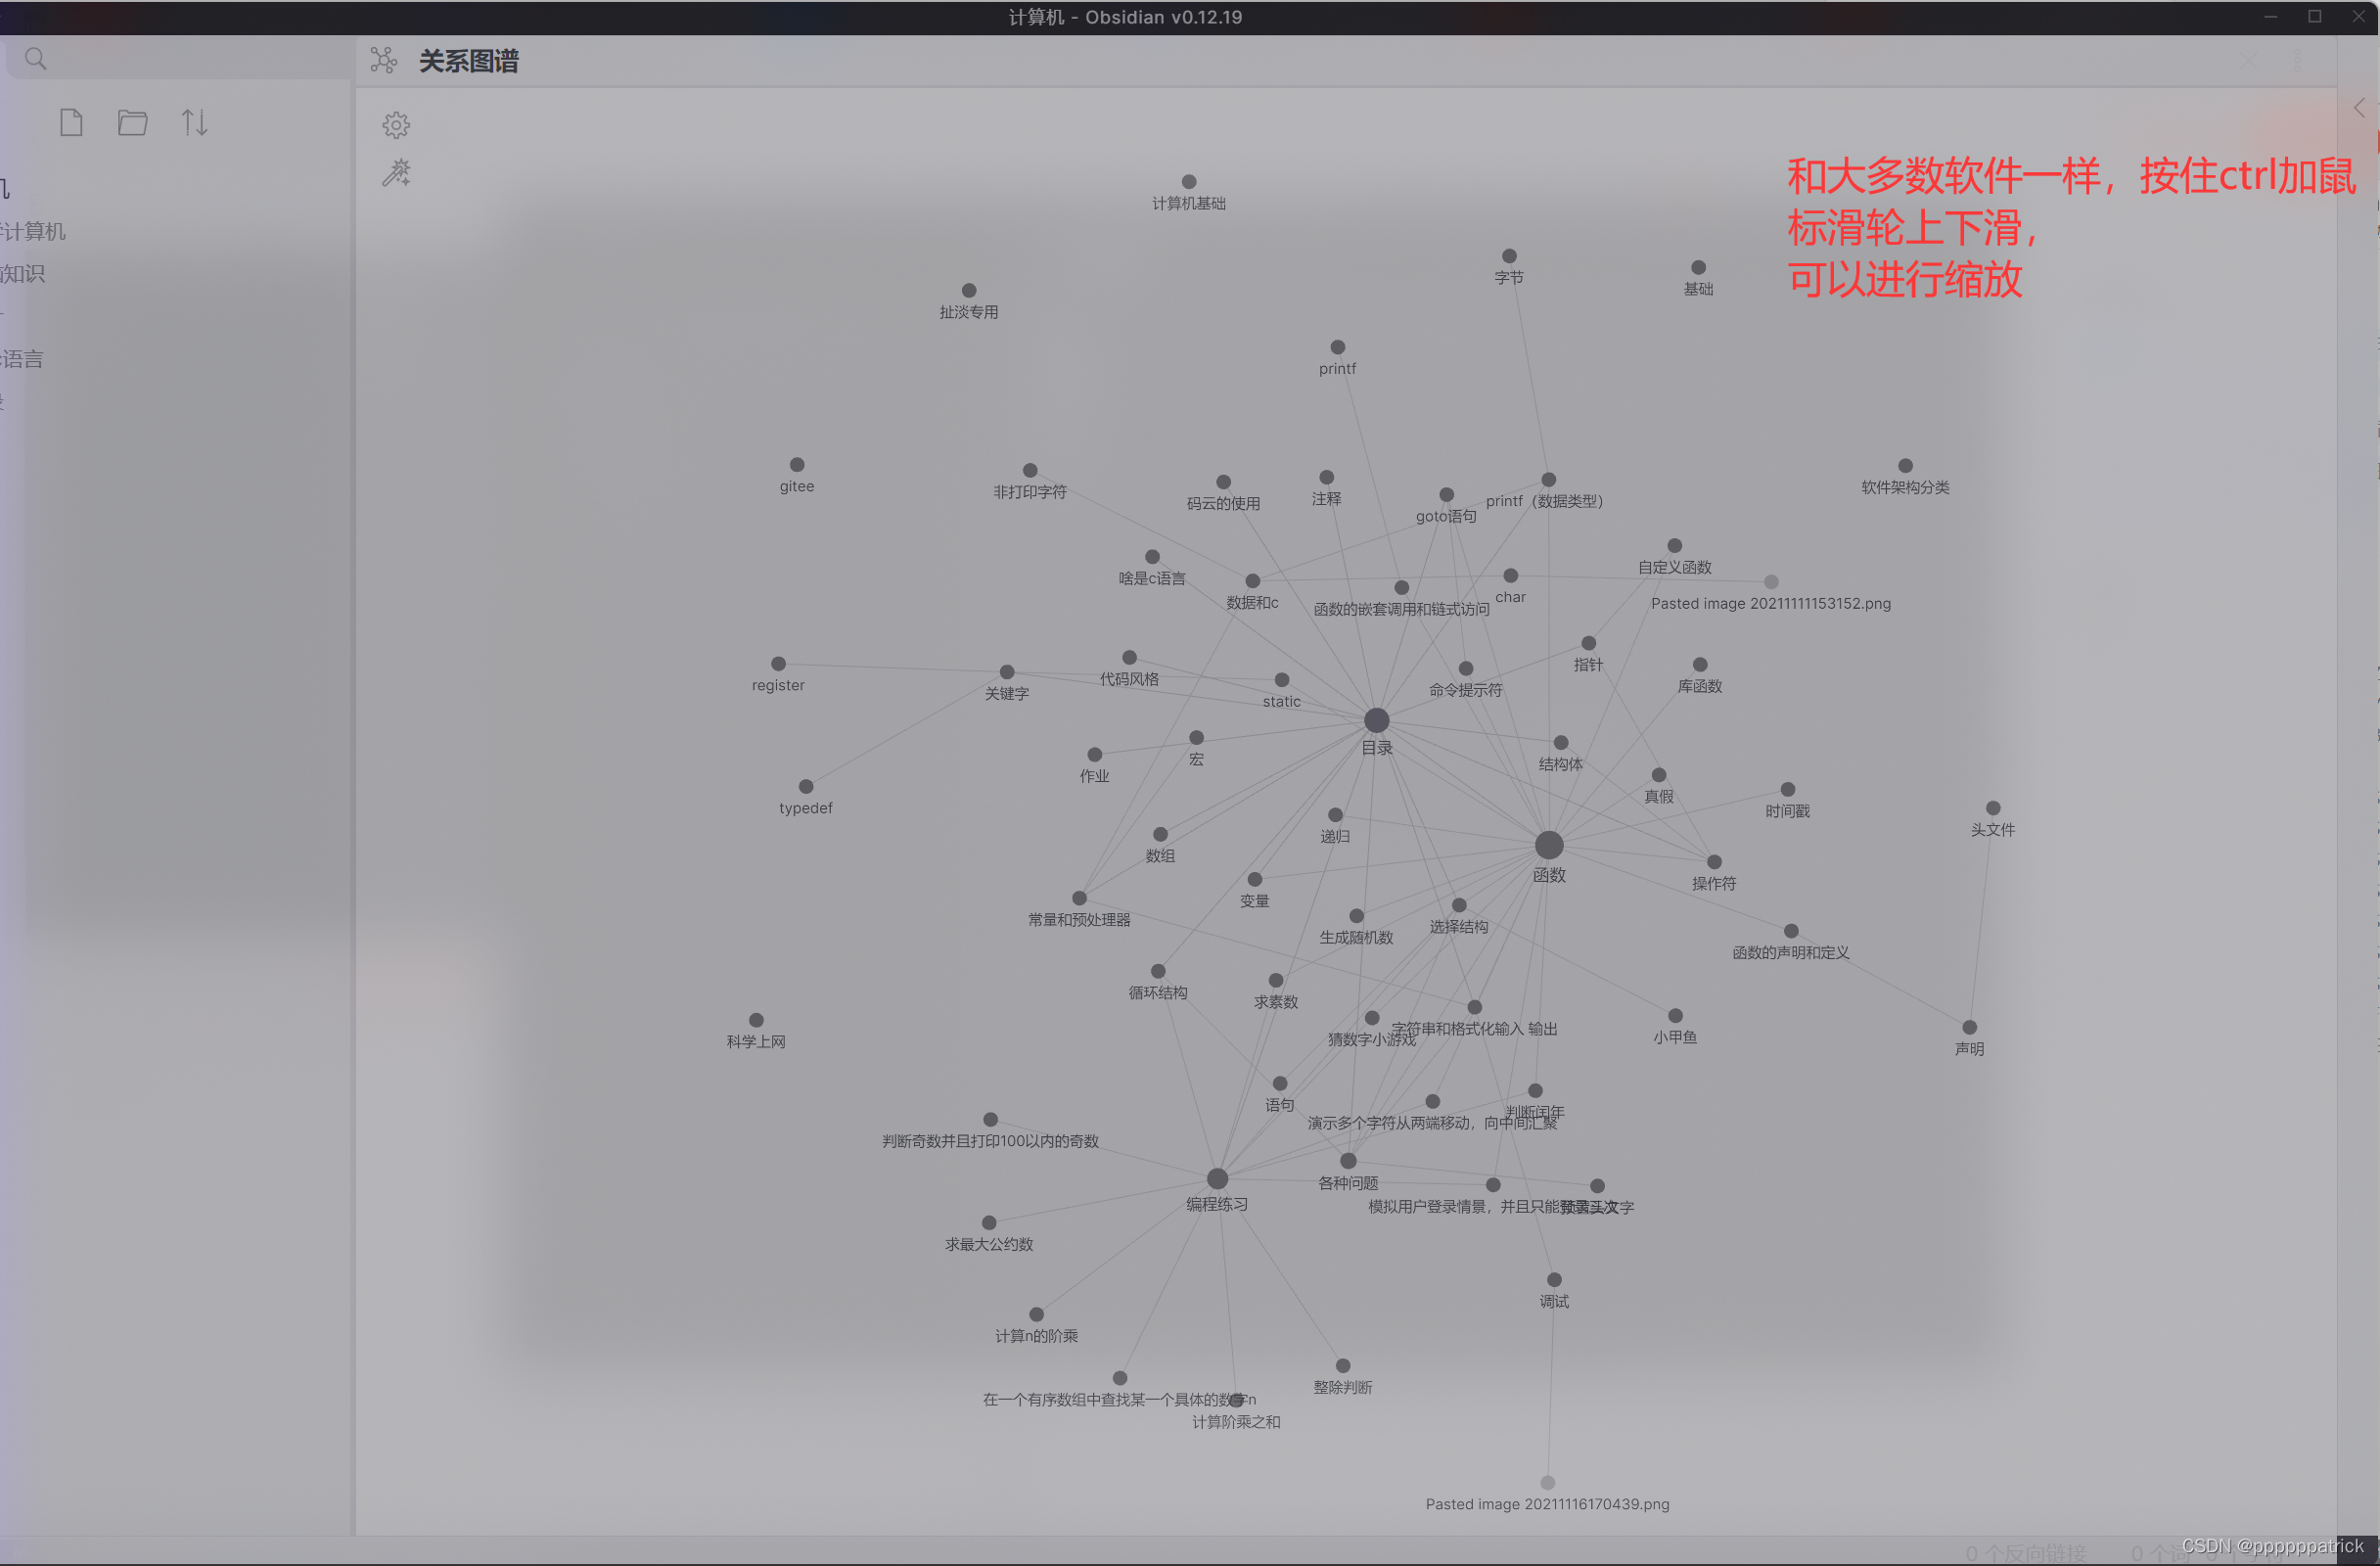 计算机 - Obsidian v0.12.19
关系图谱
和大多数软件一样，按住ctrl加鼠
标滑轮上下滑，
可以进行缩放
计算机
知识
语言
计算机基础
字节
基础
扯淡专用
printf
gitee
非打印字符
码云的使用
注释
goto语句
printf（数据类型）
软件架构分类
啥是c语言
数据和c
函数的嵌套调用和链式访问
char
自定义函数
Pasted image 20211111153152.png
register
关键字
代码风格
static
命令提示符
指针
库函数
目录
作业
宏
结构体
真假
时间戳
typedef
头文件
数组
递归
函数
操作符
变量
常量和预处理器
生成随机数
选择结构
函数的声明和定义
循环结构
求素数
猜数字小游戏
字符串和格式化输入 输出
小甲鱼
声明
科学上网
语句
演示多个字符从两端移动，向中间汇聚
判断闰年
判断奇数并且打印100以内的奇数
编程练习
各种问题
模拟用户登录情景，并且只能登录三次
求最大公约数
调试
计算n的阶乘
整除判断
在一个有序数组中查找某一个具体的数字n
计算阶乘之和
Pasted image 20211116170439.png
0 个反向链接
CSDN @ppppppatrick